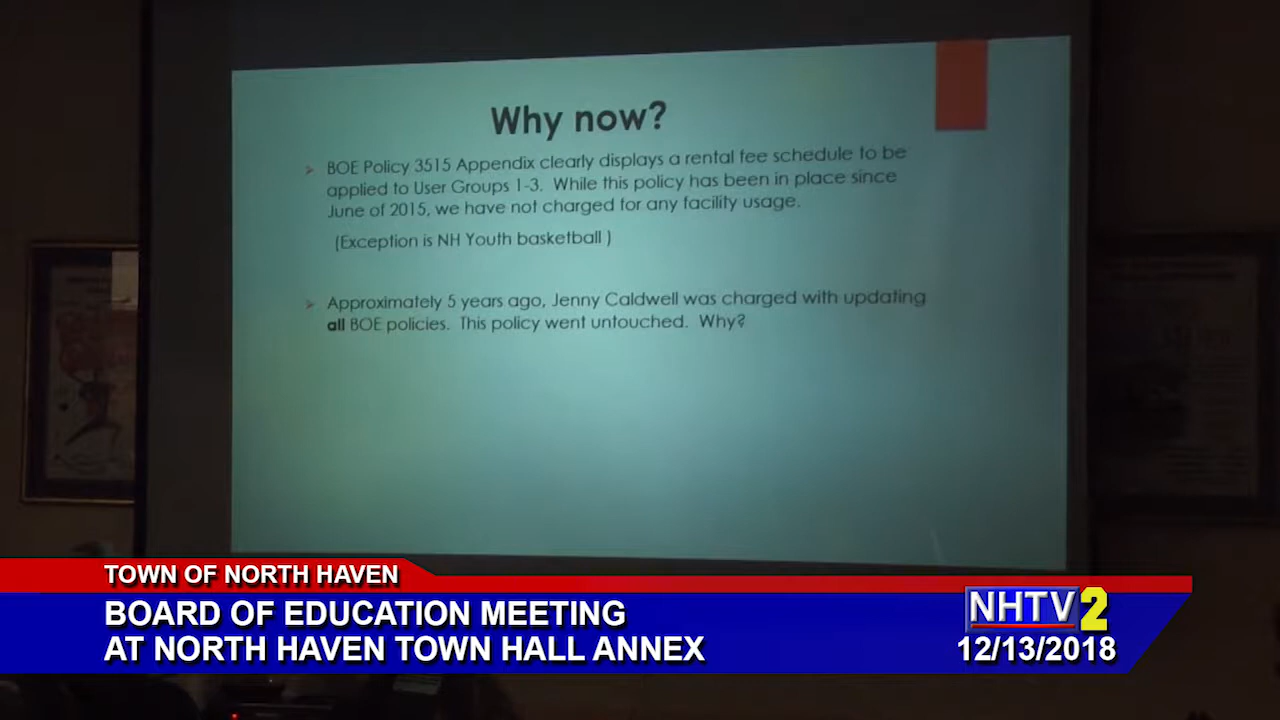 Why now?
➢ BOE Policy 3515 Appendix clearly displays a rental fee schedule to be
applied to User Groups 1-3. While this policy has been in place since
June of 2015, we have not charged for any facility usage.
(Exception is NH Youth basketball )
➢ Approximately 5 years ago, Jenny Caldwell was charged with updating
all BOE policies. This policy went untouched. Why?
TOWN OF NORTH HAVEN
BOARD OF EDUCATION MEETING
AT NORTH HAVEN TOWN HALL ANNEX
NHTV2
12/13/2018